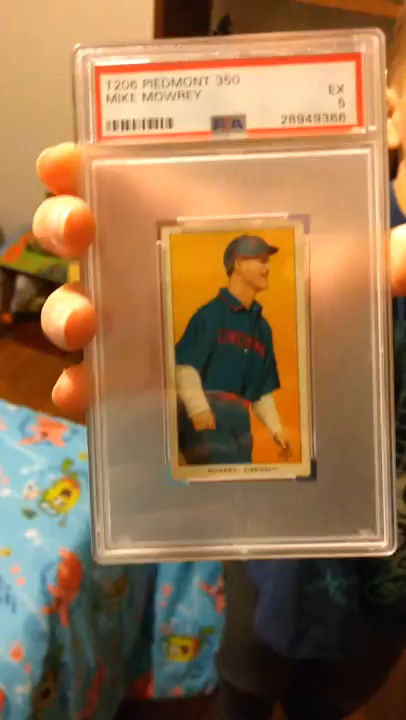 T206 PIEDMONT 350
MIKE MOWREY
EX
5
PSA
28949366
CINCINNATI
MOWREY, CINCINNATI